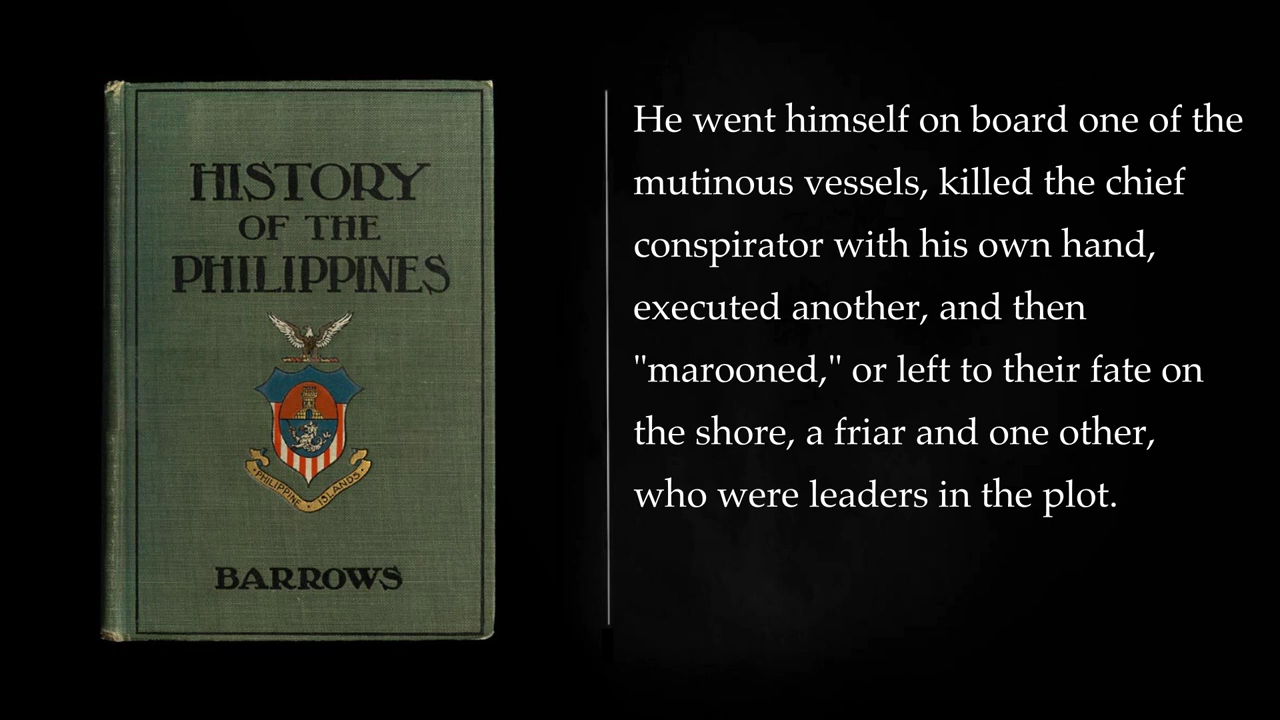 HISTORY
OF THE
PHILIPPINES
PHILIPPINE ISLANDS
BARROWS
He went himself on board one of the
mutinous vessels, killed the chief
conspirator with his own hand,
executed another, and then
"marooned," or left to their fate on
the shore, a friar and one other,
who were leaders in the plot.